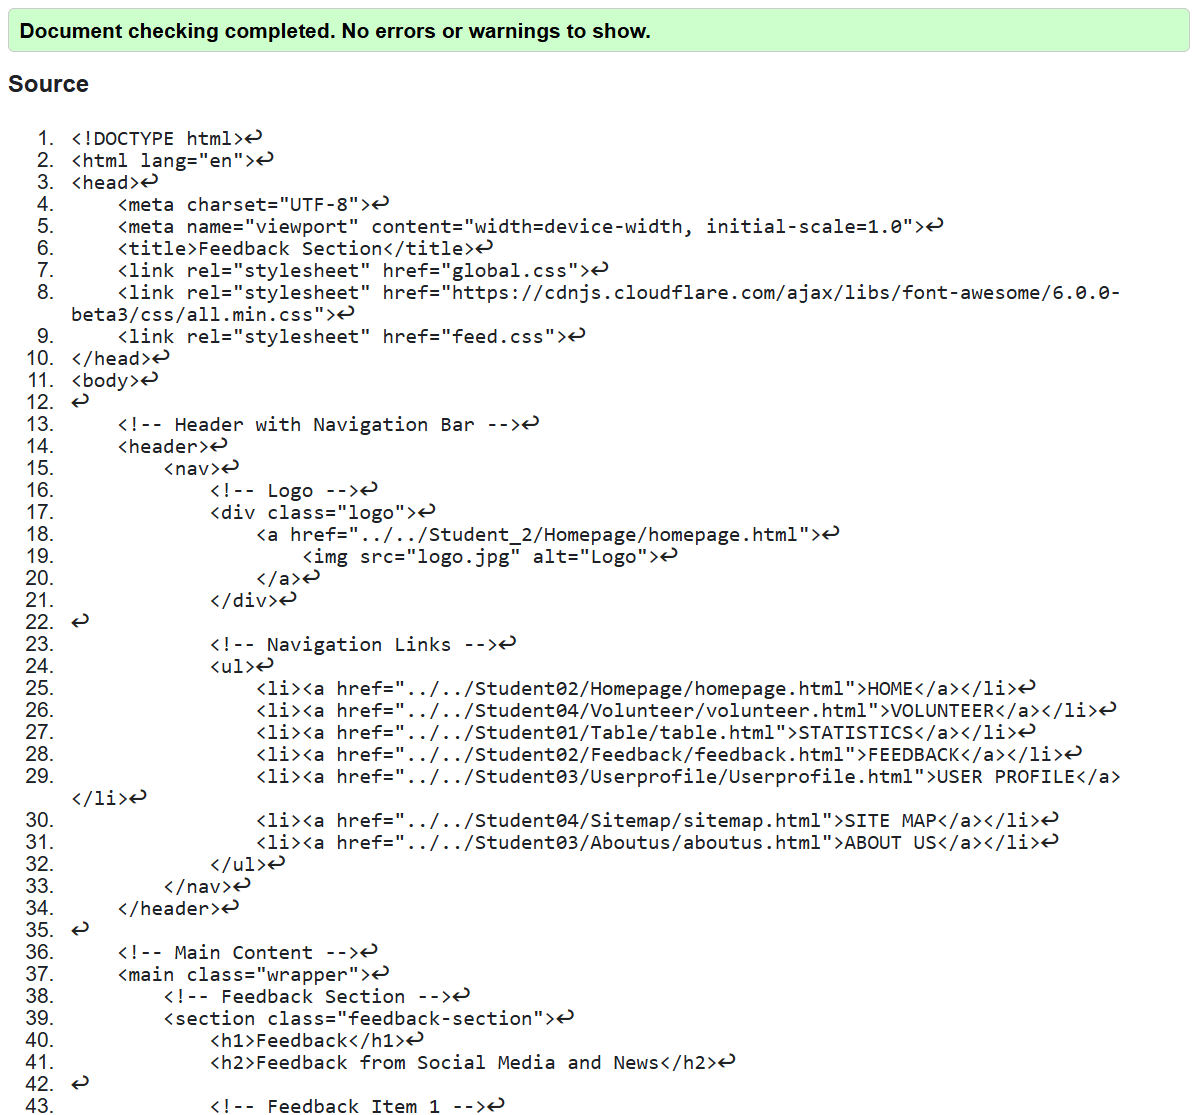 Document checking completed. No errors or warnings to show.
Source
1. <!DOCTYPE html>↩
2. <html lang="en">↩
3. <head>↩
4.     <meta charset="UTF-8">↩
5.     <meta name="viewport" content="width=device-width, initial-scale=1.0">↩
6.     <title>Feedback Section</title>↩
7.     <link rel="stylesheet" href="global.css">↩
8.     <link rel="stylesheet" href="https://cdnjs.cloudflare.com/ajax/libs/font-awesome/6.0.0-
beta3/css/all.min.css">↩
9.     <link rel="stylesheet" href="feed.css">↩
10. </head>↩
11. <body>↩
12. ↩
13.     <!-- Header with Navigation Bar -->↩
14.     <header>↩
15.         <nav>↩
16.             <!-- Logo -->↩
17.             <div class="logo">↩
18.                 <a href="../../Student_2/Homepage/homepage.html">↩
19.                     <img src="logo.jpg" alt="Logo">↩
20.                 </a>↩
21.             </div>↩
22. ↩
23.             <!-- Navigation Links -->↩
24.             <ul>↩
25.                 <li><a href="../../Student02/Homepage/homepage.html">HOME</a></li>↩
26.                 <li><a href="../../Student04/Volunteer/volunteer.html">VOLUNTEER</a></li>↩
27.                 <li><a href="../../Student01/Table/table.html">STATISTICS</a></li>↩
28.                 <li><a href="../../Student02/Feedback/feedback.html">FEEDBACK</a></li>↩
29.                 <li><a href="../../Student03/Userprofile/Userprofile.html">USER PROFILE</a>
</li>↩
30.                 <li><a href="../../Student04/Sitemap/sitemap.html">SITE MAP</a></li>↩
31.                 <li><a href="../../Student03/Aboutus/aboutus.html">ABOUT US</a></li>↩
32.             </ul>↩
33.         </nav>↩
34.     </header>↩
35. ↩
36.     <!-- Main Content -->↩
37.     <main class="wrapper">↩
38.         <!-- Feedback Section -->↩
39.         <section class="feedback-section">↩
40.             <h1>Feedback</h1>↩
41.             <h2>Feedback from Social Media and News</h2>↩
42. ↩
43.             <!-- Feedback Item 1 -->↩